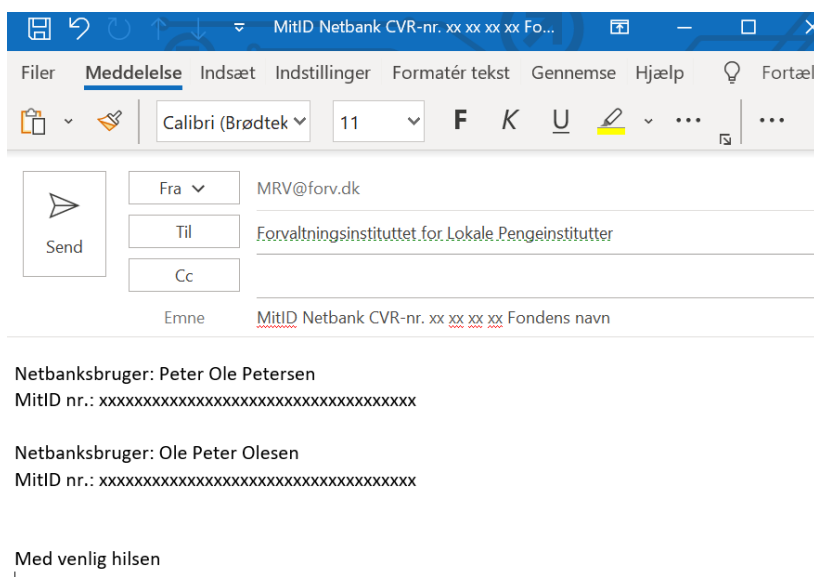 MitID Netbank CVR-nr. xx xx xx xx Fo...
Filer Meddelelse Indsæt Indstillinger Formatér tekst Gennemse Hjælp Fortæl
Calibri (Brødtek 11 F K U
Send
Fra MRV@forv.dk
Til Forvaltningsinstituttet for Lokale Pengeinstitutter
Cc
Emne MitID Netbank CVR-nr. xx xx xx xx Fondens navn
Netbanksbruger: Peter Ole Petersen
MitID nr.: xxxxxxxxxxxxxxxxxxxxxxxxxxxxxxxxxxxx
Netbanksbruger: Ole Peter Olesen
MitID nr.: xxxxxxxxxxxxxxxxxxxxxxxxxxxxxxxxxxxx
Med venlig hilsen